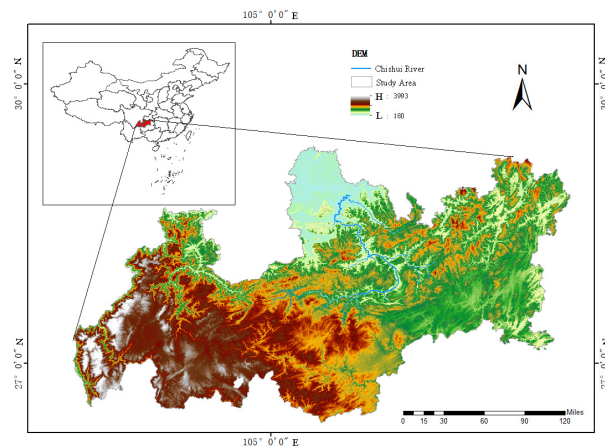 105° 0'0" E
30° 0'0" N
30° 0'0" N
DEM
Chishui River
Study Area
H : 3993
L : 180
N
27° 0'0" N
27° 0'0" N
Miles
0 15 30 60 90 120
105° 0'0" E